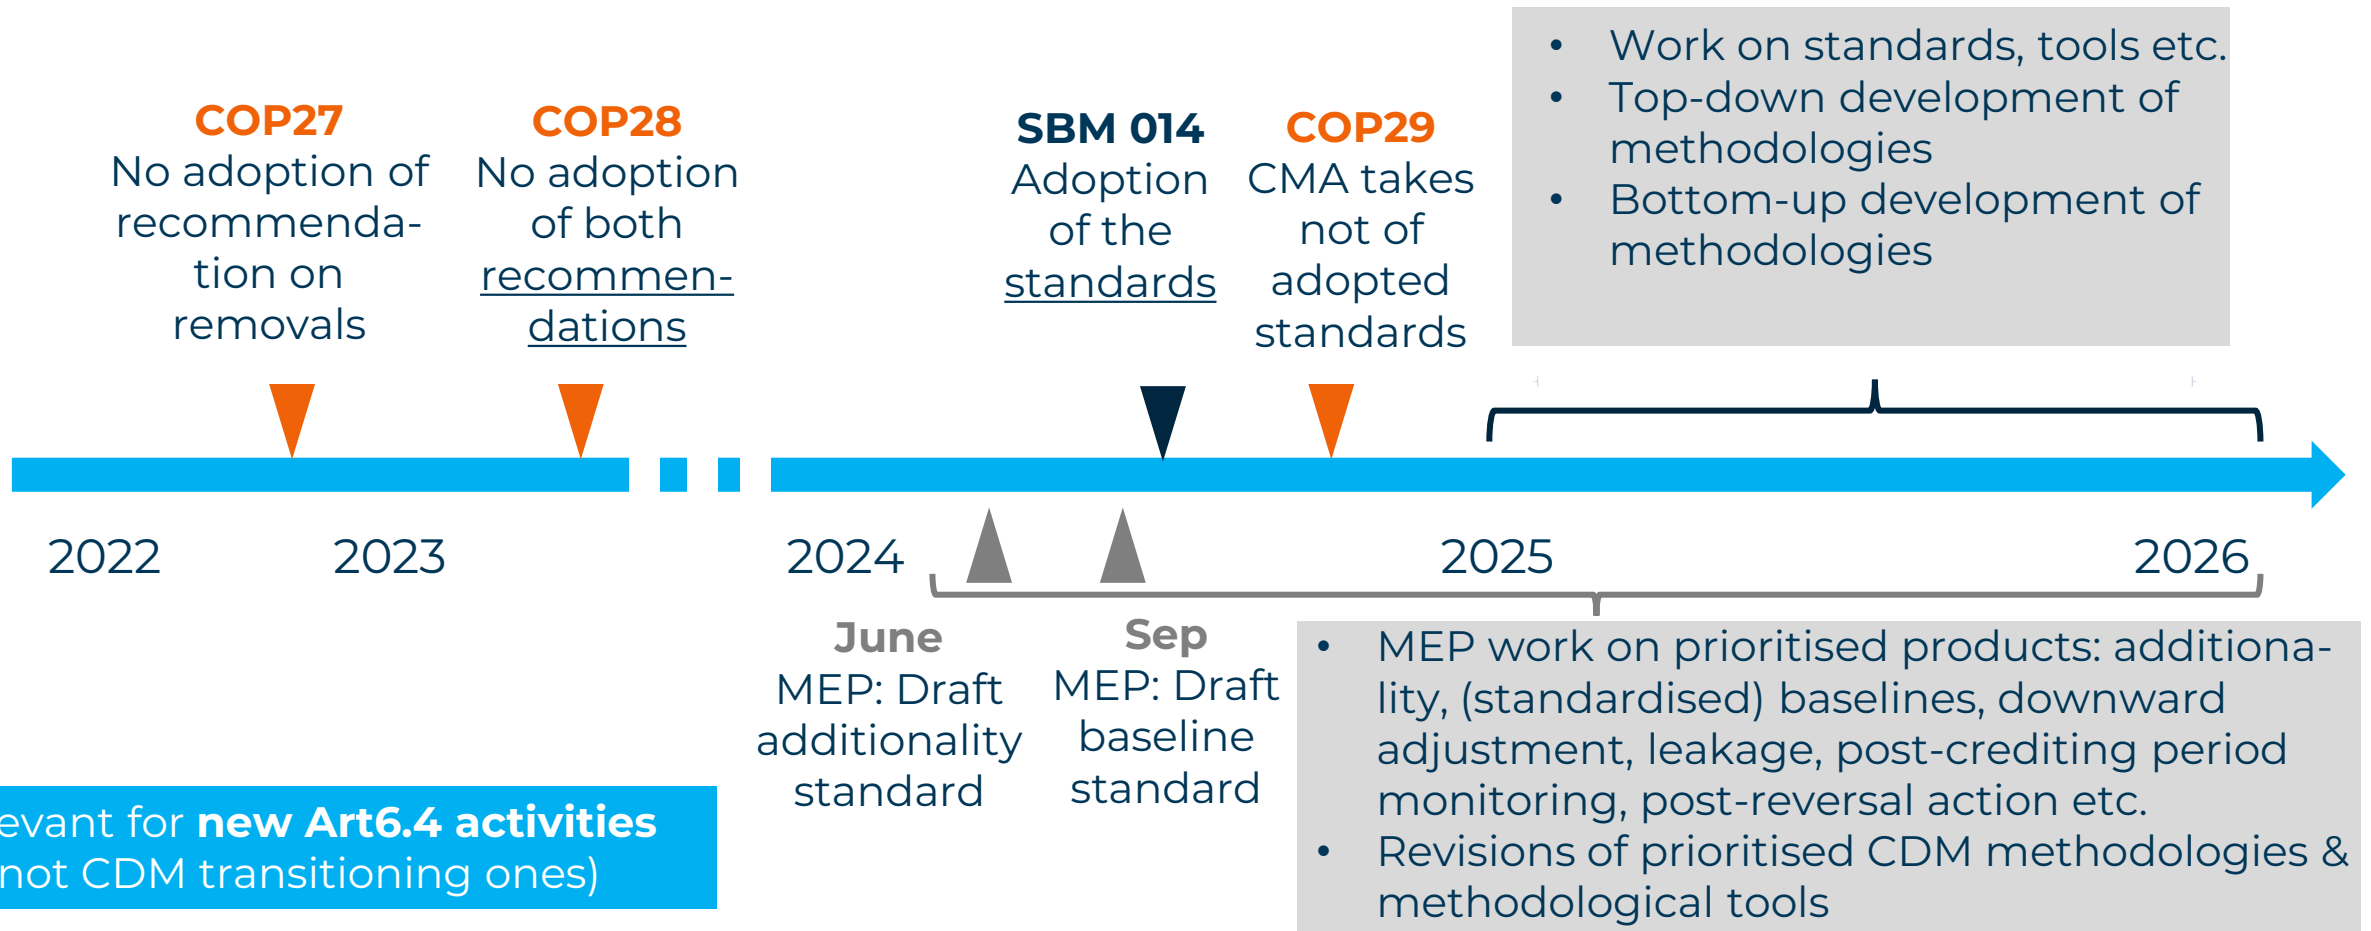 COP27
No adoption of
recommenda-
tion on
removals
COP28
No adoption
of both
recommen-
dations
SBM 014
Adoption
of the
standards
COP29
CMA takes
not of
adopted
standards
• Work on standards, tools etc.
• Top-down development of
methodologies
• Bottom-up development of
methodologies
2022
2023
2024
2025
2026
June
MEP: Draft
additionality
standard
Sep
MEP: Draft
baseline
standard
• MEP work on prioritised products: additiona-
lity, (standardised) baselines, downward
adjustment, leakage, post-crediting period
monitoring, post-reversal action etc.
• Revisions of prioritised CDM methodologies &
methodological tools
evant for new Art6.4 activities
not CDM transitioning ones)